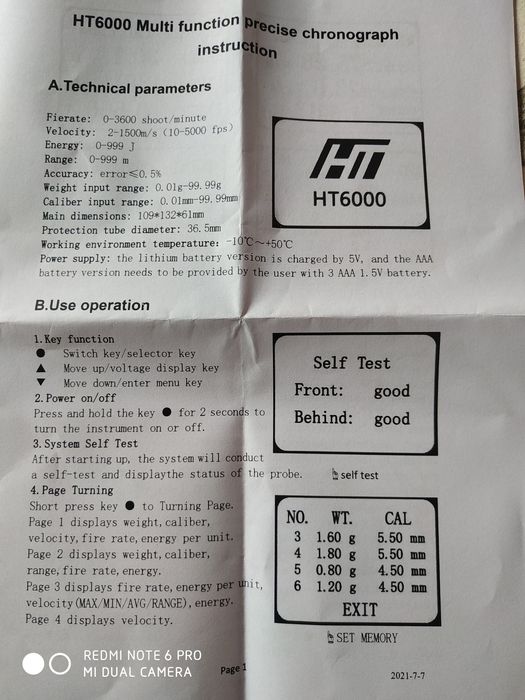 HT6000 Multi function precise chronograph
instruction
A.Technical parameters
Fierate: 0-3600 shoot/minute
Velocity: 2-1500m/s (10-5000 fps)
Energy: 0-999 J
Range: 0-999 m
Accuracy: error≤0.5%
Weight input range: 0.01g-99.99g
Caliber input range: 0.01mm-99.99mm
Main dimensions: 109*132*61mm
Protection tube diameter: 36.5mm
Working environment temperature: -10℃~+50℃
Power supply: the lithium battery version is charged by 5V, and the AAA
battery version needs to be provided by the user with 3 AAA 1.5V battery.
HT
HT6000
B.Use operation
1.Key function
● Switch key/selector key
▲ Move up/voltage display key
▼ Move down/enter menu key
2.Power on/off
Press and hold the key ● for 2 seconds to
turn the instrument on or off.
3.System Self Test
After starting up, the system will conduct
a self-test and displaythe status of the probe.
Self Test
Front: good
Behind: good
self test
4.Page Turning
Short press key ● to Turning Page.
Page 1 displays weight, caliber,
velocity, fire rate, energy per unit.
Page 2 displays weight, caliber,
range, fire rate, energy.
Page 3 displays fire rate, energy per unit,
velocity(MAX/MIN/AVG/RANGE), energy.
Page 4 displays velocity.
NO. WT. CAL
3 1.60 g 5.50 mm
4 1.80 g 5.50 mm
5 0.80 g 4.50 mm
6 1.20 g 4.50 mm
EXIT
SET MEMORY
Page 1
2021-7-7
REDMI NOTE 6 PRO
MI DUAL CAMERA